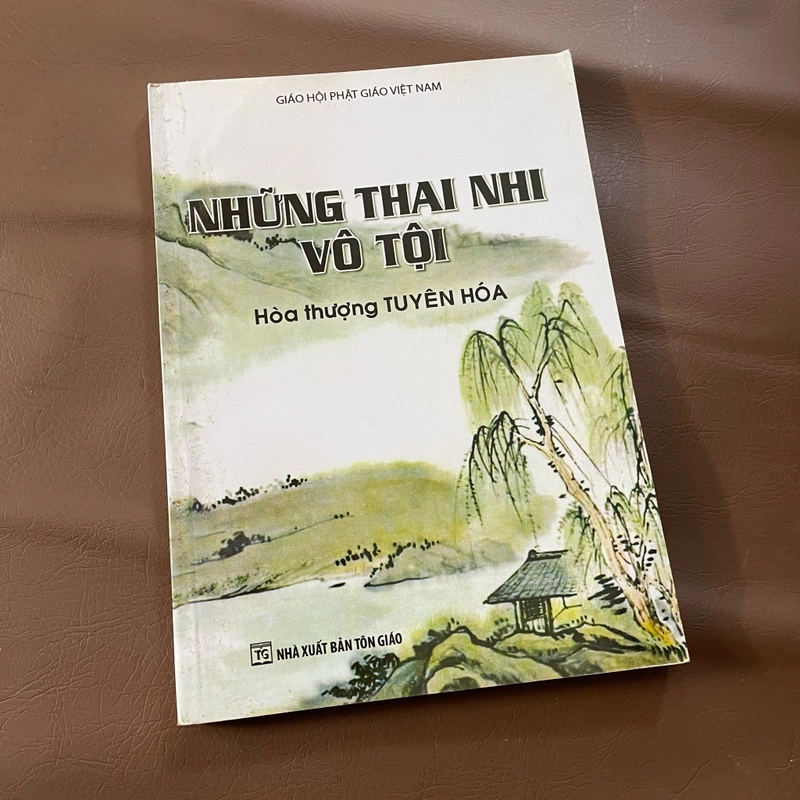 GIÁO HỘI PHẬT GIÁO VIỆT NAM
NHỮNG THAI NHI
VÔ TỘI
Hòa thượng TUYÊN HÓA
TG NHÀ XUẤT BẢN TÔN GIÁO